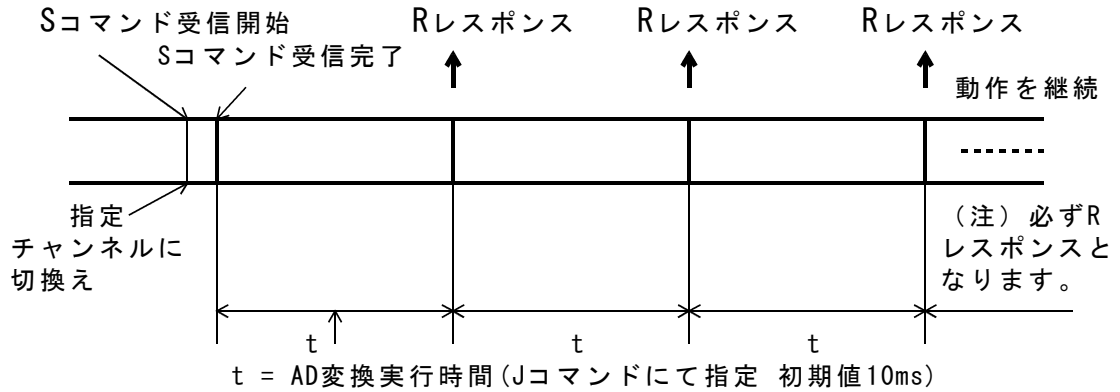 Sコマンド受信開始
Sコマンド受信完了
Rレスポンス
Rレスポンス
Rレスポンス
動作を継続
指定
チャンネルに
切換え
（注）必ずR
レスポンスと
なります。
t
t
t
t = AD変換実行時間(Jコマンドにて指定 初期値10ms)